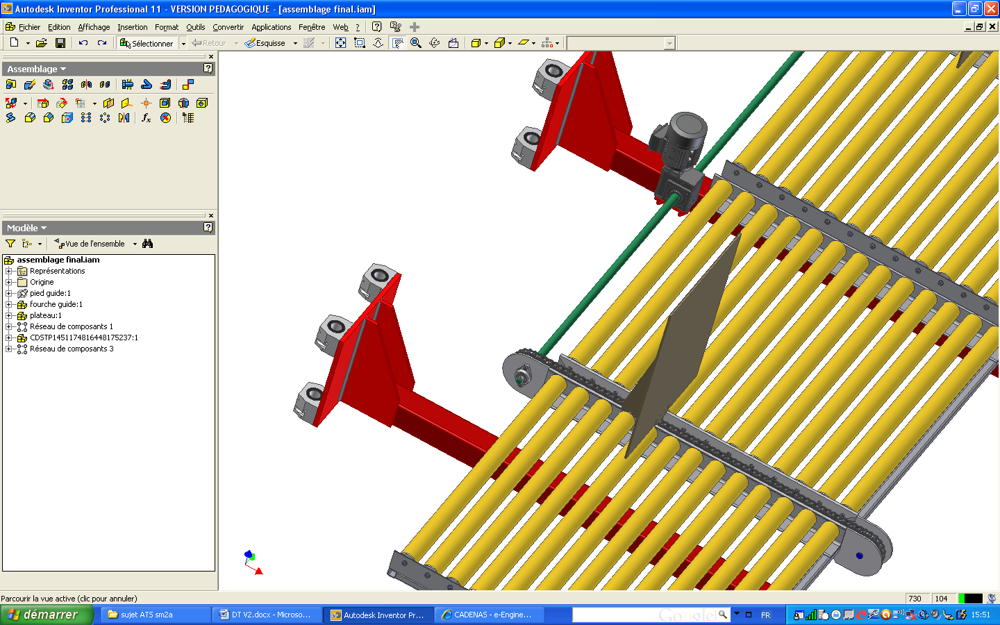 Autodesk Inventor Professional 11 - VERSION PEDAGOGIQUE - [assemblage final.iam]
Fichier Edition Affichage Insertion Format Outils Convertir Applications Fenêtre Web ?
Sélectionner Retour Esquisse
Assemblage
fx
Modèle
Vue de l'ensemble
assemblage final.iam
Représentations
Origine
pied guide:1
fourche guide:1
plateau:1
Réseau de composants 1
CDSTP1451174816448175237:1
Réseau de composants 3
Parcourir la vue active (clic pour annuler)
730 104
démarrer sujet ATS sm2a DT V2.docx - Microso... Autodesk Inventor Pr... CADENAS - e-Engine... Google FR 15:51